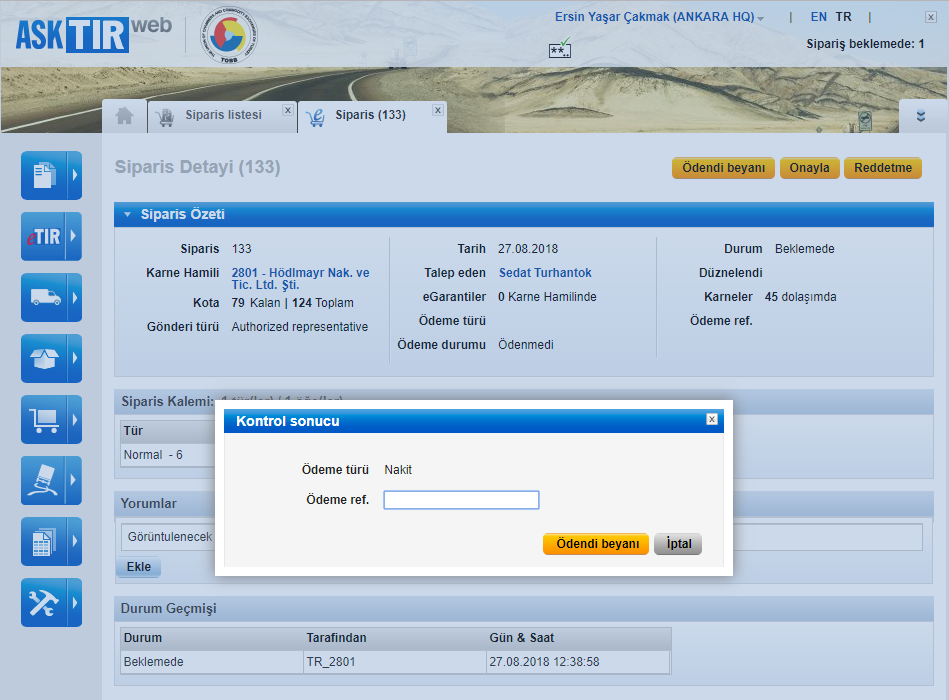 ASKTIRweb
TOBB
Ersin Yaşar Çakmak (ANKARA HQ)
|
EN TR
|
Sipariş beklemede: 1
Siparis listesi
Siparis (133)
Siparis Detayi (133)
Ödendi beyanı
Onayla
Reddetme
eTIR
Siparis Özeti
Siparis 133
Karne Hamili 2801 - Hödlmayr Nak. ve
Tic. Ltd. Şti.
Kota 79 Kalan | 124 Toplam
Gönderi türü Authorized representative
Tarih 27.08.2018
Talep eden Sedat Turhantok
eGarantiler 0 Karne Hamilinde
Ödeme türü
Ödeme durumu Ödenmedi
Durum Beklemede
Düznelendi
Karneler 45 dolaşımda
Ödeme ref.
Siparis Kalemi:
Tür
Normal - 6
Kontrol sonucu
Ödeme türü Nakit
Ödeme ref.
Ödendi beyanı
İptal
Yorumlar
Görüntülenecek
Ekle
Durum Geçmişi
Durum Tarafindan Gün & Saat
Beklemede TR_2801 27.08.2018 12:38:58